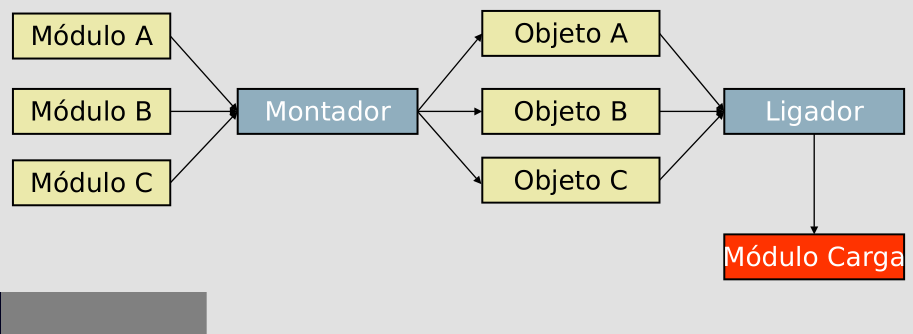 Módulo A
Módulo B
Módulo C
Montador
Objeto A
Objeto B
Objeto C
Ligador
Módulo Carga